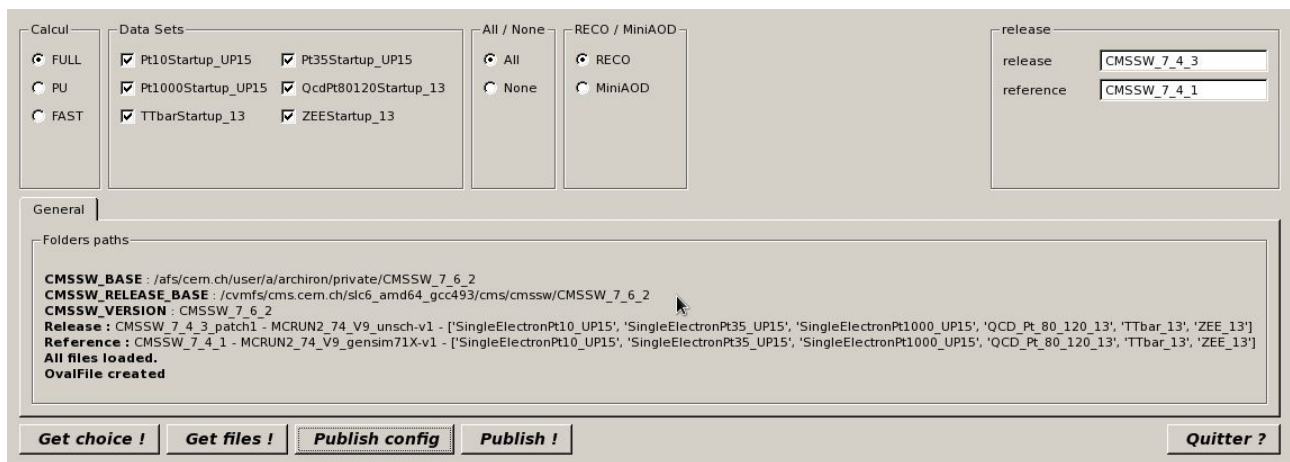 Calcul
FULL
PU
FAST
Data Sets
Pt10Startup_UP15 Pt35Startup_UP15
Pt1000Startup_UP15 QcdPt80120Startup_13
TTbarStartup_13 ZEEStartup_13
All / None
All
None
RECO / MiniAOD
RECO
MiniAOD
release
release CMSSW_7_4_3
reference CMSSW_7_4_1
General
Folders paths
CMSSW_BASE : /afs/cern.ch/user/a/archiron/private/CMSSW_7_6_2
CMSSW_RELEASE_BASE : /cvmfs/cms.cern.ch/slc6_amd64_gcc493/cms/cmssw/CMSSW_7_6_2
CMSSW_VERSION : CMSSW_7_6_2
Release : CMSSW_7_4_3_patch1 - MCRUN2_74_V9_unsch-v1 - ['SingleElectronPt10_UP15', 'SingleElectronPt35_UP15', 'SingleElectronPt1000_UP15', 'QCD_Pt_80_120_13', 'TTbar_13', 'ZEE_13']
Reference : CMSSW_7_4_1 - MCRUN2_74_V9_gensim71X-v1 - ['SingleElectronPt10_UP15', 'SingleElectronPt35_UP15', 'SingleElectronPt1000_UP15', 'QCD_Pt_80_120_13', 'TTbar_13', 'ZEE_13']
All files loaded.
OvalFile created
Get choice ! Get files ! Publish config Publish ! Quitter ?